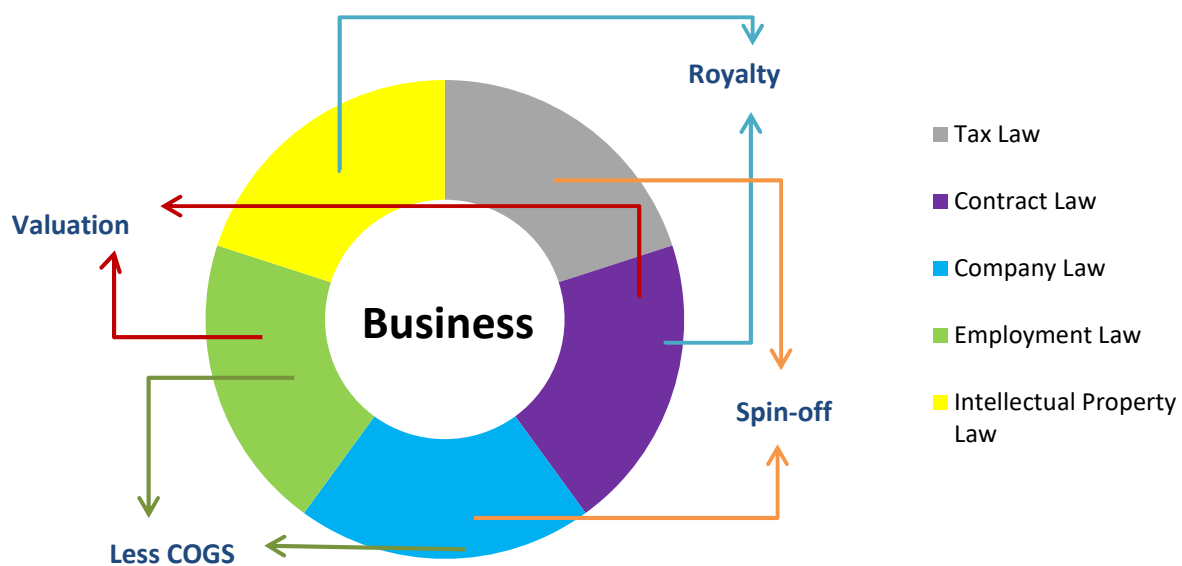 Royalty
Tax Law
Contract Law
Valuation
Company Law
Business
Employment Law
Intellectual Property
Law
Spin-off
Less COGS